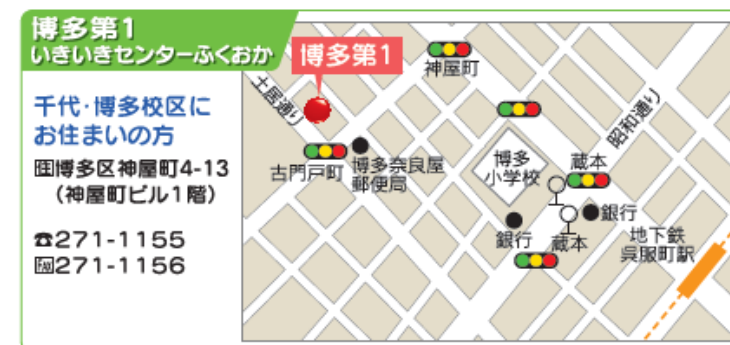 博多第1
いきいきセンターふくおか
千代・博多校区に
お住まいの方
住博多区神屋町4-13
（神屋町ビル1階）
☎271-1155
FAX271-1156
博多第1
神屋町
土居通り
昭和通り
古門戸町
博多奈良屋
郵便局
博多
小学校
蔵本
銀行
銀行
蔵本
地下鉄
呉服町駅